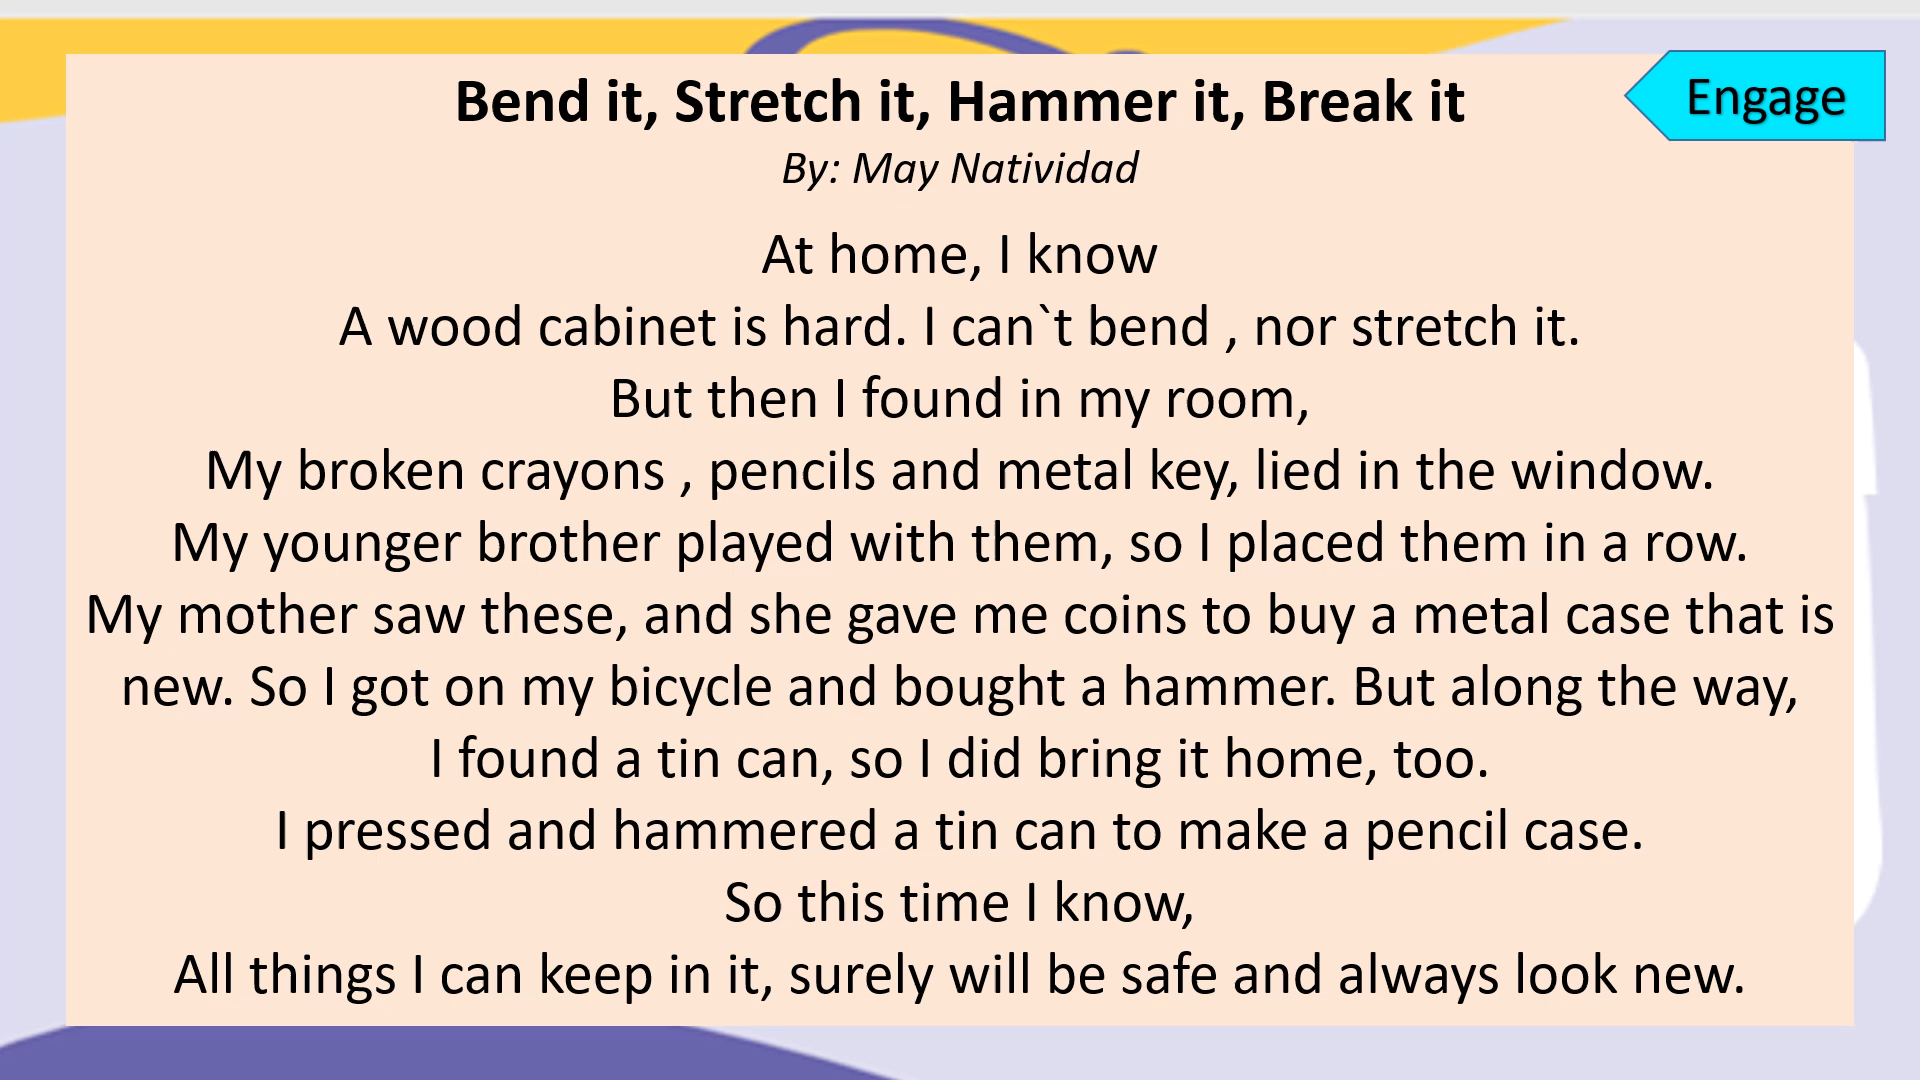 Bend it, Stretch it, Hammer it, Break it
Engage
By: May Natividad
At home, I know
A wood cabinet is hard. I can`t bend , nor stretch it.
But then I found in my room,
My broken crayons , pencils and metal key, lied in the window.
My younger brother played with them, so I placed them in a row.
My mother saw these, and she gave me coins to buy a metal case that is
new. So I got on my bicycle and bought a hammer. But along the way,
I found a tin can, so I did bring it home, too.
I pressed and hammered a tin can to make a pencil case.
So this time I know,
All things I can keep in it, surely will be safe and always look new.